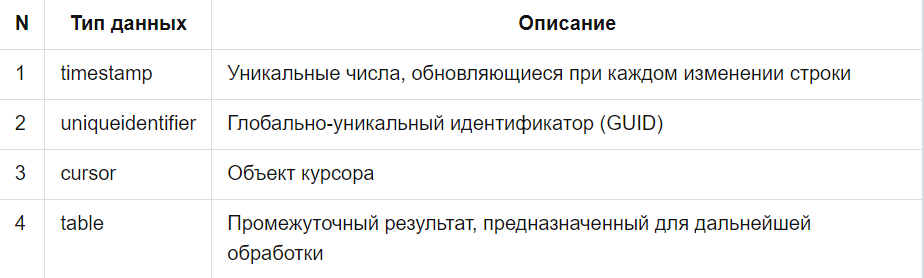 N Тип данных Описание
1 timestamp Уникальные числа, обновляющиеся при каждом изменении строки
2 uniqueidentifier Глобально-уникальный идентификатор (GUID)
3 cursor Объект курсора
4 table Промежуточный результат, предназначенный для дальнейшей
обработки